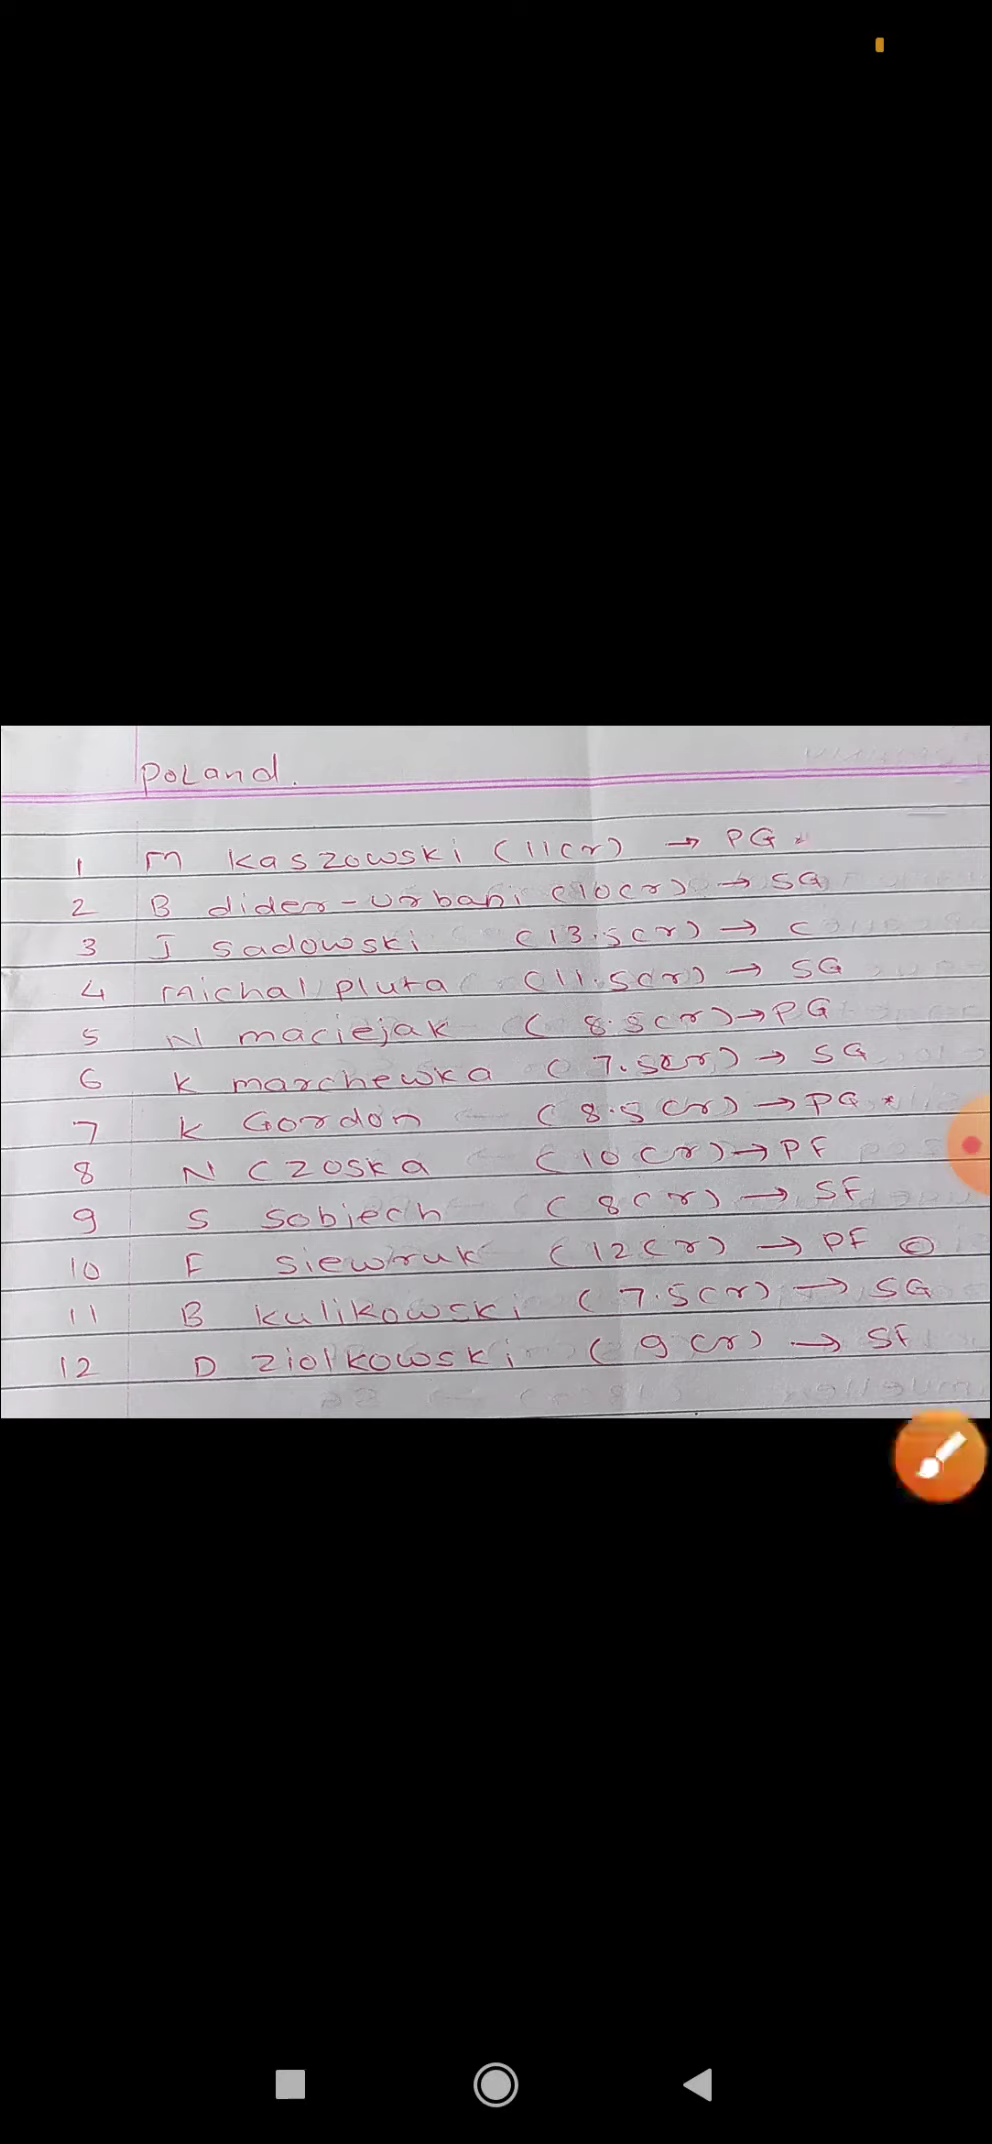 Poland.
1 M Kaszowski (11cr) → PG *
2 B dider-urbani (10cr) → SG
3 J Sadowski (13.5cr) → C
4 Michal Pluta (11.5cr) → SG
5 N maciejak (8.5cr) → PG
6 K marchewka (7.5cr) → SG
7 K Gordon (8.5cr) → PG *
8 N Czoska (10cr) → PF
9 S Sobiech (8cr) → SF
10 F Siewruk (12cr) → PF ©
11 B Kulikowski (7.5cr) → SG
12 D Ziolkowski (9cr) → SF